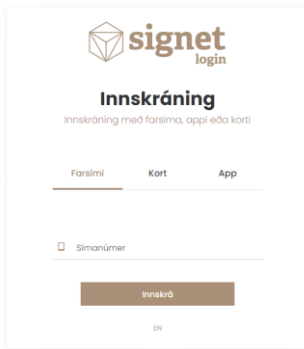 signet
login
Innskráning
Innskráning með farsíma, appi eða korti
Farsími Kort App
Símanúmer
Innskrá
EN